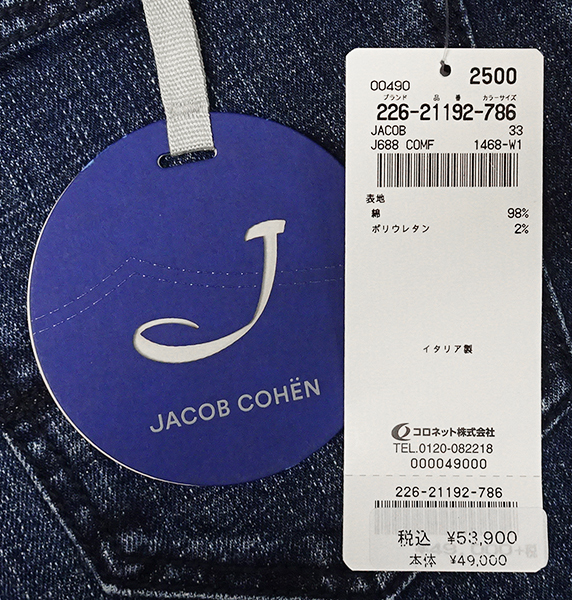 J
JACOB COHËN
00490 2500
ブランド 品番 カラーサイズ
226-21192-786
JACOB 33
J688 COMF 1468-W1
表地
綿 98%
ポリウレタン 2%
イタリア製
コロネット株式会社
TEL.0120-082218
000049000
226-21192-786
税込 ¥53,900
本体 ¥49,000